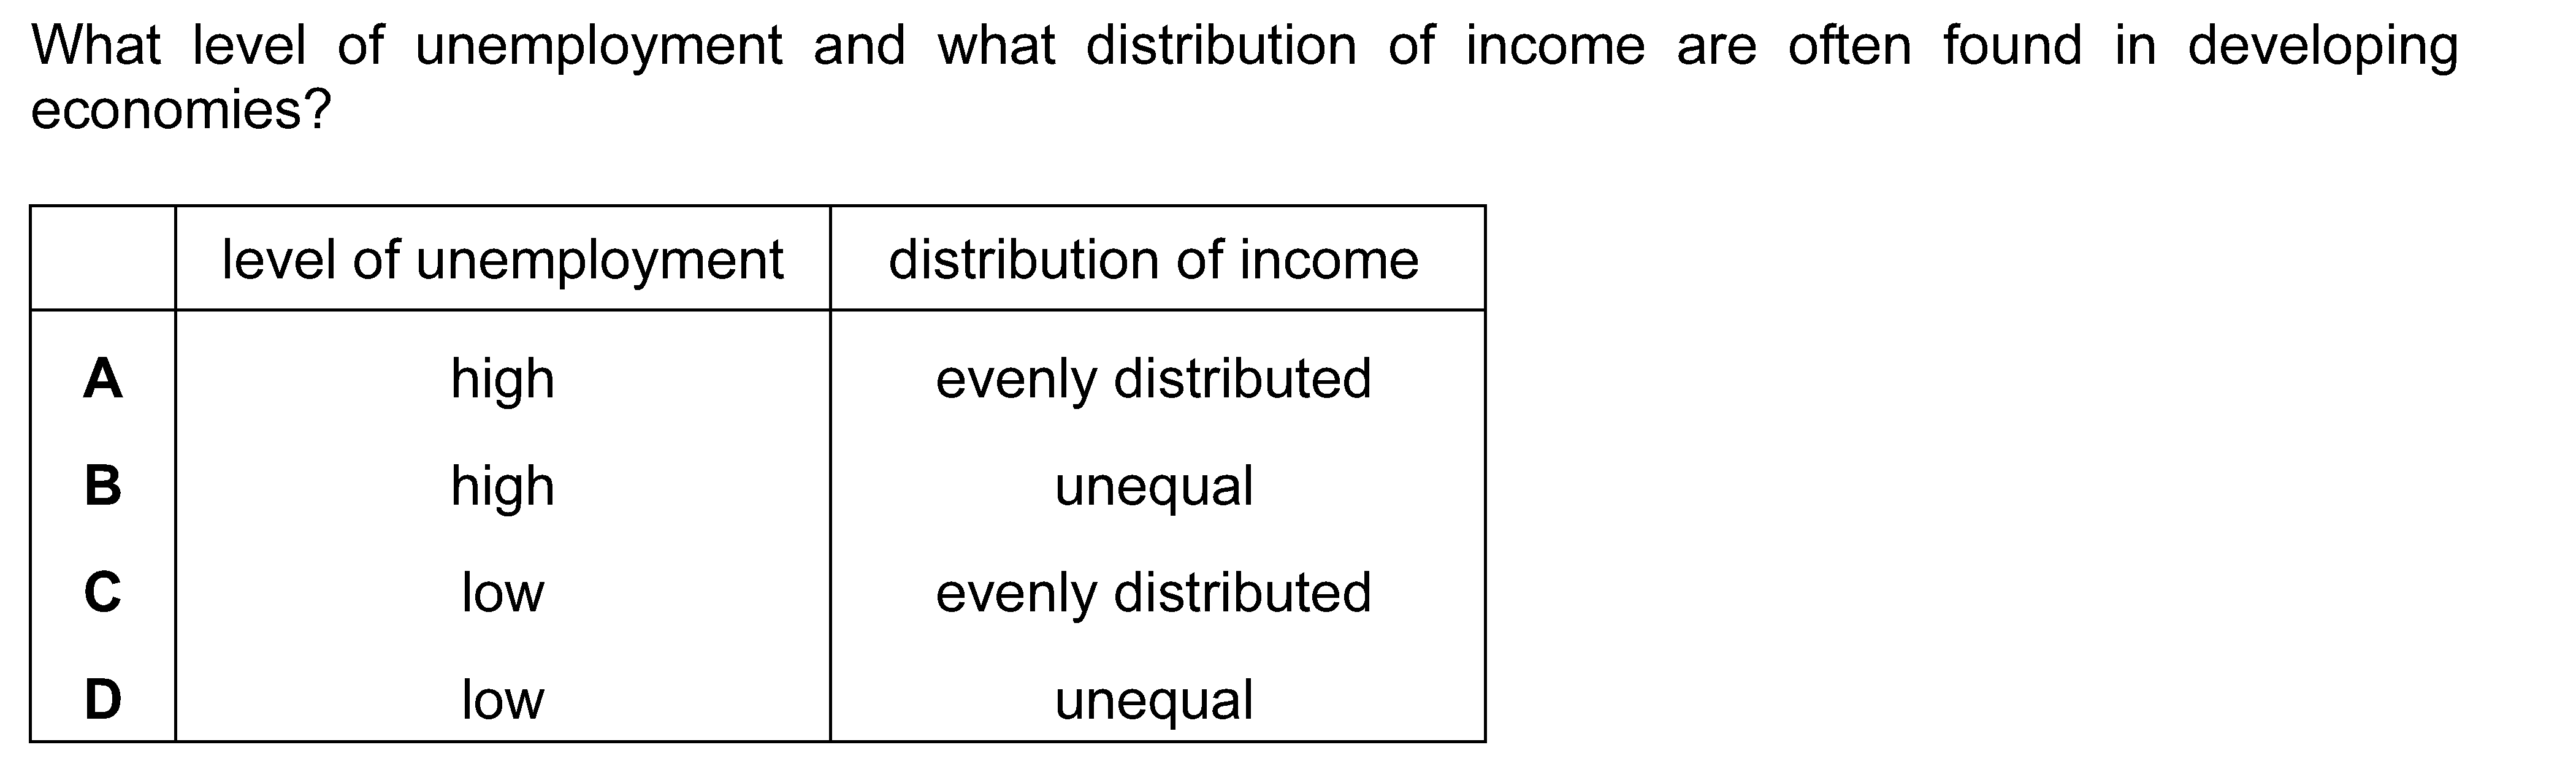 What level of unemployment and what distribution of income are often found in developing
economies?
level of unemployment distribution of income
A high evenly distributed
B high unequal
C low evenly distributed
D low unequal